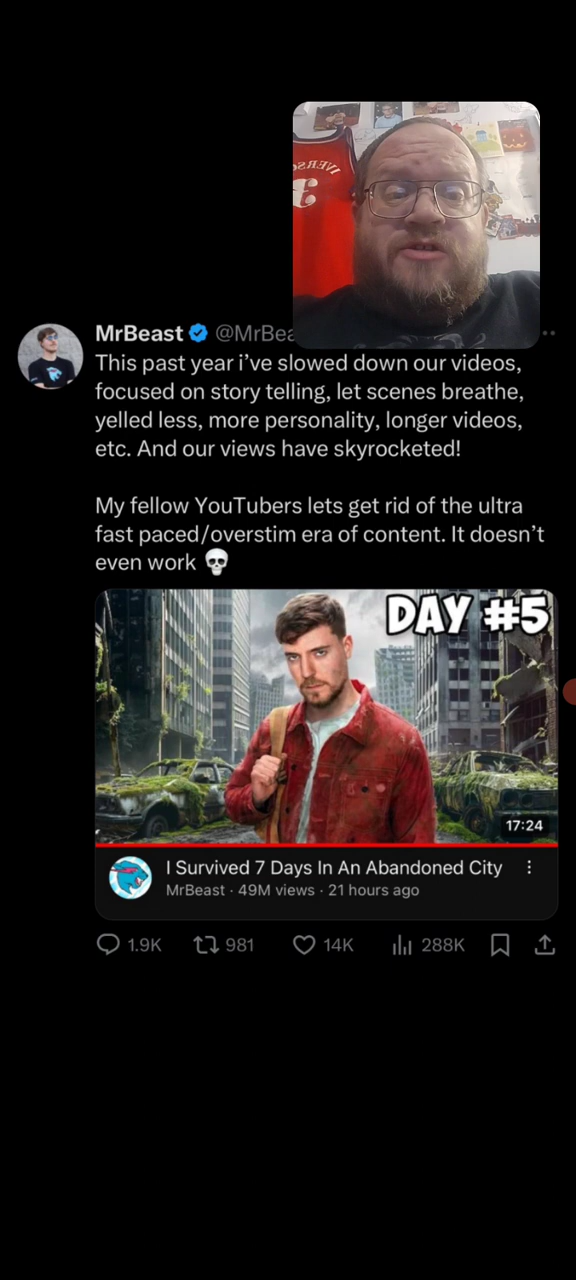 IVERSO
3
MrBeast @MrBea
This past year i've slowed down our videos,
focused on story telling, let scenes breathe,
yelled less, more personality, longer videos,
etc. And our views have skyrocketed!
My fellow YouTubers lets get rid of the ultra
fast paced/overstim era of content. It doesn't
even work 💀
DAY #5
17:24
I Survived 7 Days In An Abandoned City
MrBeast · 49M views · 21 hours ago
1.9K 981 14K 288K